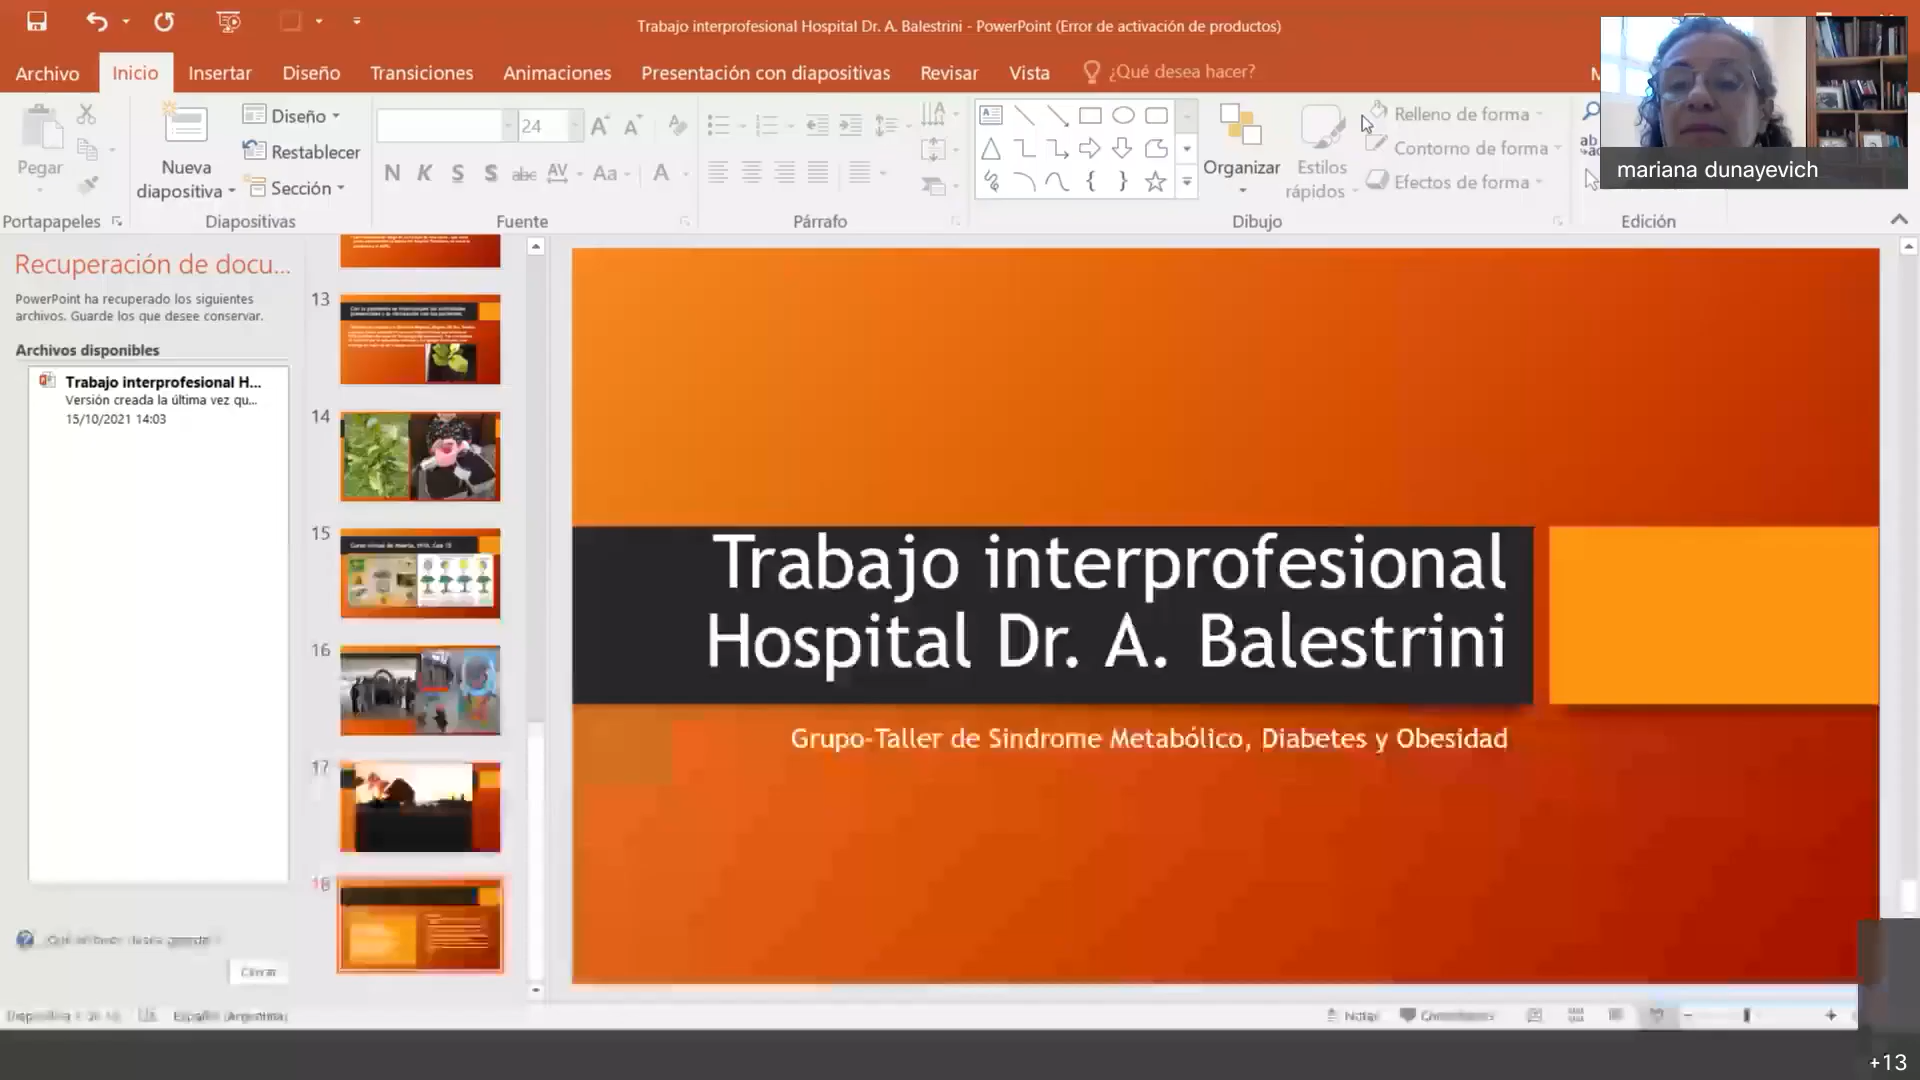 Trabajo interprofesional Hospital Dr. A. Balestrini - PowerPoint (Error de activación de productos)
Archivo
Inicio
Insertar
Diseño
Transiciones
Animaciones
Presentación con diapositivas
Revisar
Vista
¿Qué desea hacer?
mariana dunayevich
Pegar
Portapapeles
Nueva
diapositiva
Diseño
Restablecer
Sección
Diapositivas
24
N K S S abc AV Aa A
Fuente
Párrafo
Organizar
Estilos
rápidos
Relleno de forma
Contorno de forma
Efectos de forma
Dibujo
Edición
Recuperación de docu...
PowerPoint ha recuperado los siguientes
archivos. Guarde los que desee conservar.
Archivos disponibles
Trabajo interprofesional H...
Versión creada la última vez qu...
15/10/2021 14:03
Cerrar
13
14
15
16
17
18
Trabajo interprofesional
Hospital Dr. A. Balestrini
Grupo-Taller de Sindrome Metabólico, Diabetes y Obesidad
Español (Argentina)
Notas
Comentarios
+13